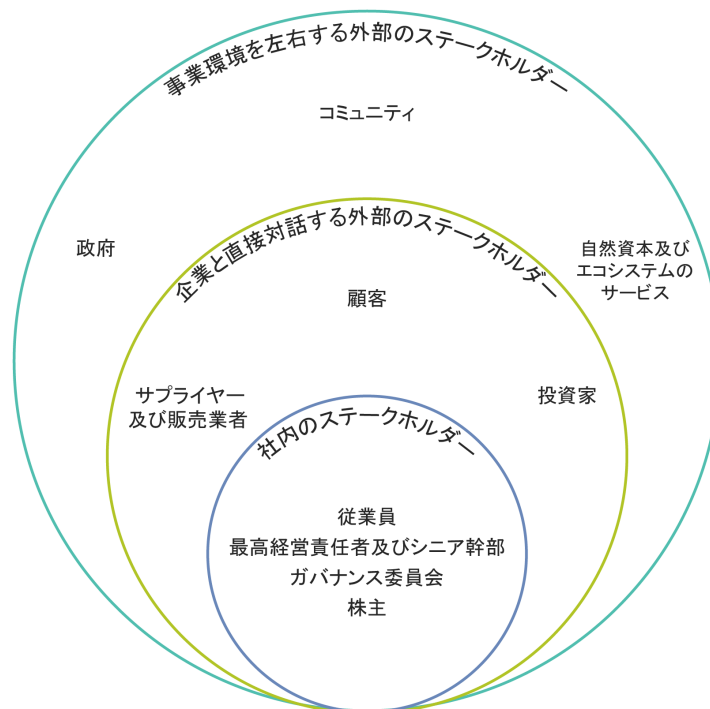 事業環境を左右する外部のステークホルダー
コミュニティ
政府
自然資本及び
エコシステムの
サービス
企業と直接対話する外部のステークホルダー
顧客
サプライヤー
及び販売業者
投資家
社内のステークホルダー
従業員
最高経営責任者及びシニア幹部
ガバナンス委員会
株主